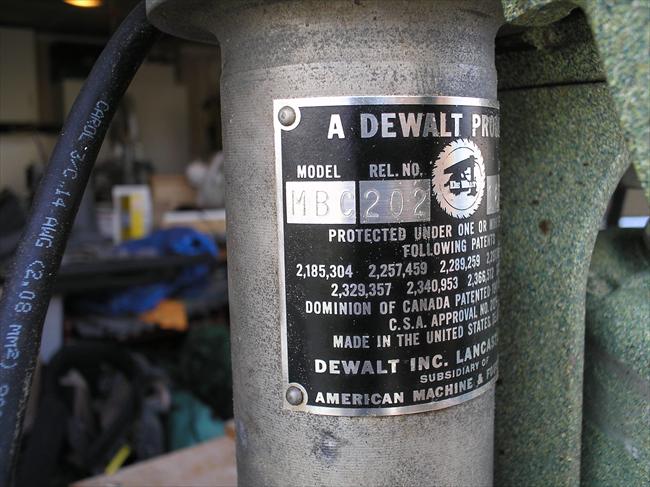 CAROL 3/C 14 AWG (2.08 MM2)
A DEWALT
MODEL REL. NO.
MBC 202
DE WALT
PROTECTED UNDER ONE OR
FOLLOWING PATENTS
2,185,304 2,257,459 2,289,259
2,329,357 2,340,953
DOMINION OF CANADA PATENTED
C.S.A. APPROVAL NO.
MADE IN THE UNITED STATES
DEWALT INC.
SUBSIDIARY OF
AMERICAN MACHINE &